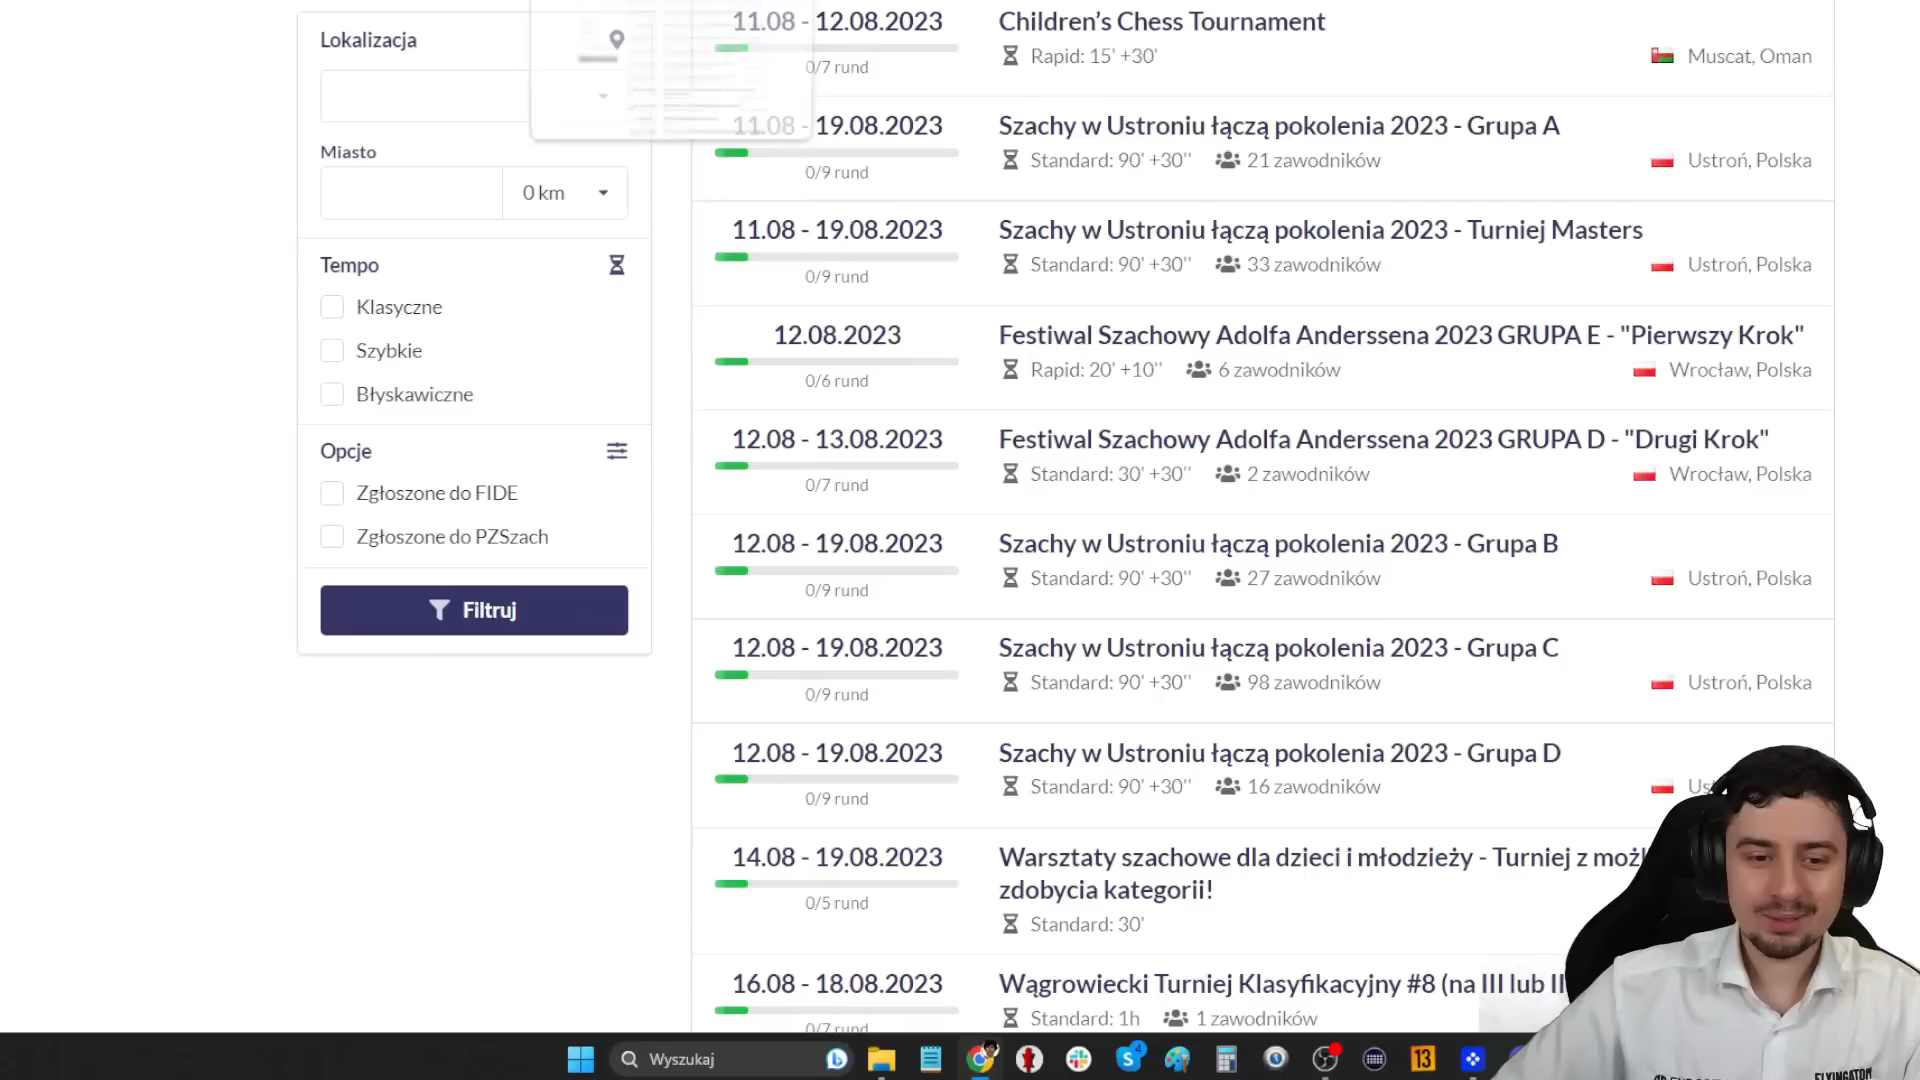 Lokalizacja
Miasto
0 km
Tempo
Klasyczne
Szybkie
Błyskawiczne
Opcje
Zgłoszone do FIDE
Zgłoszone do PZSzach
Filtruj
11.08 - 12.08.2023
0/7 rund
Children’s Chess Tournament
Rapid: 15' +30'
Muscat, Oman
11.08 - 19.08.2023
0/9 rund
Szachy w Ustroniu łączą pokolenia 2023 - Grupa A
Standard: 90' +30'' 21 zawodników
Ustroń, Polska
11.08 - 19.08.2023
0/9 rund
Szachy w Ustroniu łączą pokolenia 2023 - Turniej Masters
Standard: 90' +30'' 33 zawodników
Ustroń, Polska
12.08.2023
0/6 rund
Festiwal Szachowy Adolfa Anderssena 2023 GRUPA E - "Pierwszy Krok"
Rapid: 20' +10'' 6 zawodników
Wrocław, Polska
12.08 - 13.08.2023
0/7 rund
Festiwal Szachowy Adolfa Anderssena 2023 GRUPA D - "Drugi Krok"
Standard: 30' +30'' 2 zawodników
Wrocław, Polska
12.08 - 19.08.2023
0/9 rund
Szachy w Ustroniu łączą pokolenia 2023 - Grupa B
Standard: 90' +30'' 27 zawodników
Ustroń, Polska
12.08 - 19.08.2023
0/9 rund
Szachy w Ustroniu łączą pokolenia 2023 - Grupa C
Standard: 90' +30'' 98 zawodników
Ustroń, Polska
12.08 - 19.08.2023
0/9 rund
Szachy w Ustroniu łączą pokolenia 2023 - Grupa D
Standard: 90' +30'' 16 zawodników
Us
14.08 - 19.08.2023
0/5 rund
Warsztaty szachowe dla dzieci i młodzieży - Turniej z moż
zdobycia kategorii!
Standard: 30'
16.08 - 18.08.2023
0/7 rund
Wągrowiecki Turniej Klasyfikacyjny #8 (na III lub II
Standard: 1h 1 zawodników
Wyszukaj
4
13